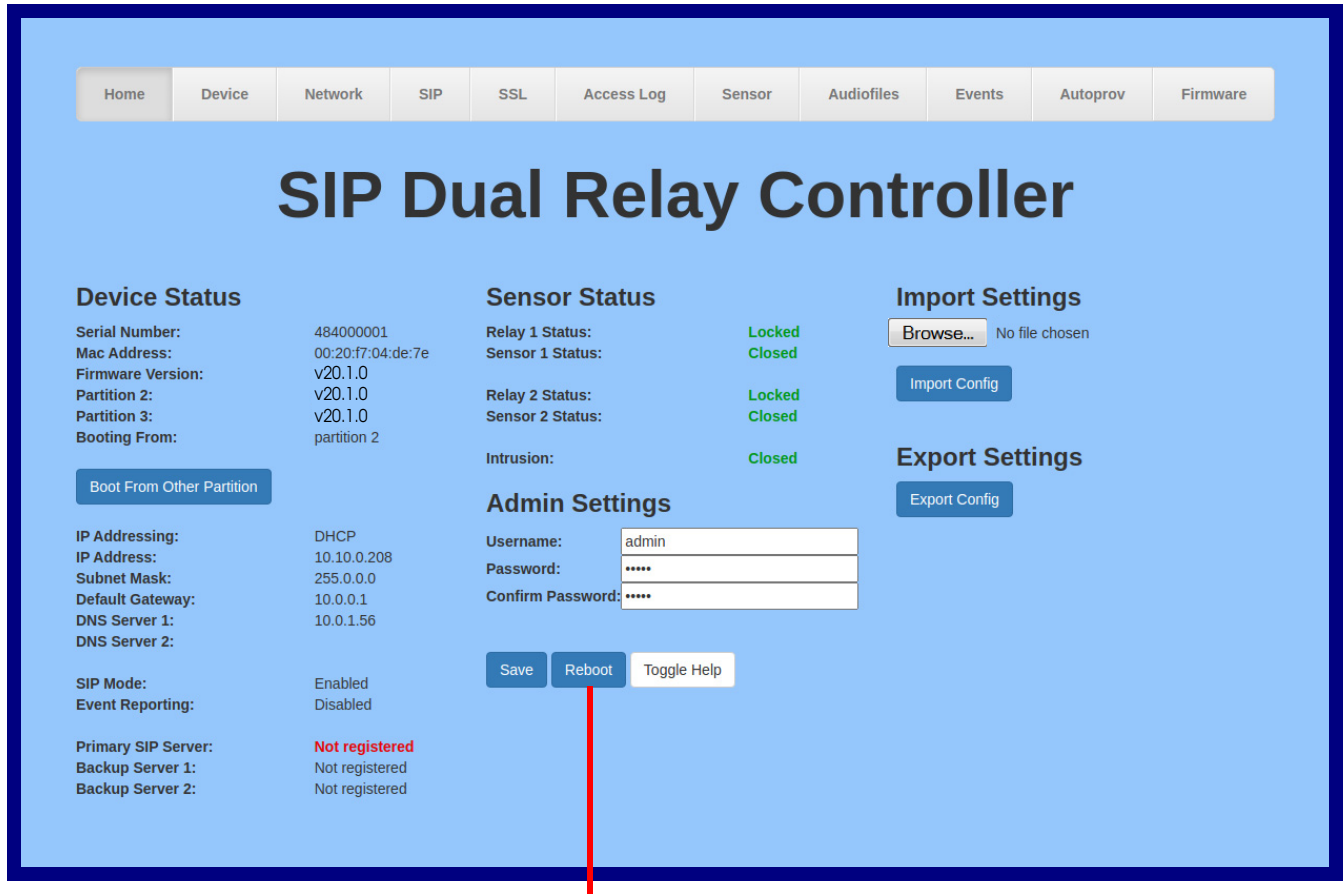 Home Device Network SIP SSL Access Log Sensor Audiofiles Events Autoprov Firmware
SIP Dual Relay Controller
Device Status
Serial Number: 484000001
Mac Address: 00:20:f7:04:de:7e
Firmware Version: v20.1.0
Partition 2: v20.1.0
Partition 3: v20.1.0
Booting From: partition 2
Boot From Other Partition
IP Addressing: DHCP
IP Address: 10.10.0.208
Subnet Mask: 255.0.0.0
Default Gateway: 10.0.0.1
DNS Server 1: 10.0.1.56
DNS Server 2:
SIP Mode: Enabled
Event Reporting: Disabled
Primary SIP Server: Not registered
Backup Server 1: Not registered
Backup Server 2: Not registered
Sensor Status
Relay 1 Status: Locked
Sensor 1 Status: Closed
Relay 2 Status: Locked
Sensor 2 Status: Closed
Intrusion: Closed
Admin Settings
Username: admin
Password: •••••
Confirm Password: •••••
Save Reboot Toggle Help
Import Settings
Browse... No file chosen
Import Config
Export Settings
Export Config